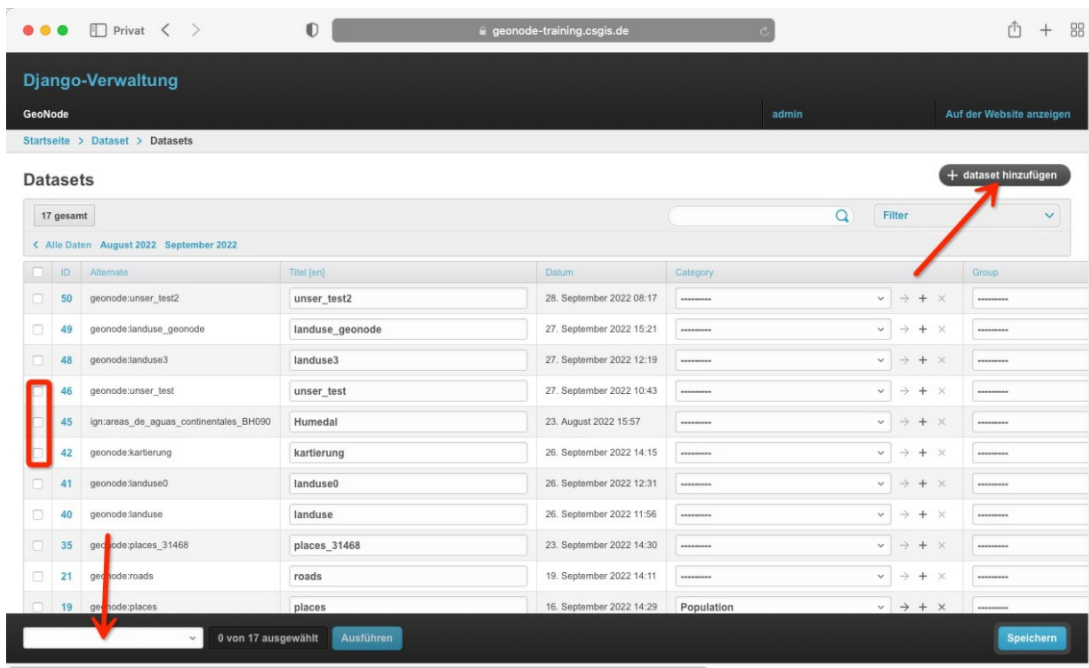 Privat
geonode-training.csgis.de
Django-Verwaltung
GeoNode admin Auf der Website anzeigen
Startseite > Dataset > Datasets
Datasets + dataset hinzufügen
17 gesamt Filter
< Alle Daten August 2022 September 2022
ID Alternate Titel [en] Datum Category Group
50 geonode:unser_test2 unser_test2 28. September 2022 08:17 --------- ---------
49 geonode:landuse_geonode landuse_geonode 27. September 2022 15:21 --------- ---------
48 geonode:landuse3 landuse3 27. September 2022 12:19 --------- ---------
46 geonode:unser_test unser_test 27. September 2022 10:43 --------- ---------
45 ign:areas_de_aguas_continentales_BH090 Humedal 23. August 2022 15:57 --------- ---------
42 geonode:kartierung kartierung 26. September 2022 14:15 --------- ---------
41 geonode:landuse0 landuse0 26. September 2022 12:31 --------- ---------
40 geonode:landuse landuse 26. September 2022 11:56 --------- ---------
35 geonode:places_31468 places_31468 23. September 2022 14:30 --------- ---------
21 geonode:roads roads 19. September 2022 14:11 --------- ---------
19 geonode:places places 16. September 2022 14:29 Population ---------
0 von 17 ausgewählt Ausführen Speichern